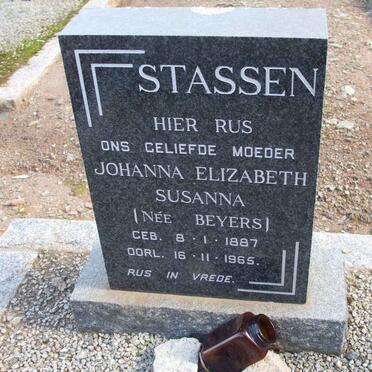 STASSEN
HIER RUS
ONS GELIEFDE MOEDER
JOHANNA ELIZABETH
SUSANNA
(NÉE BEYERS)
GEB. 8-1-1887
OORL. 16-11-1965.
RUS IN VREDE.